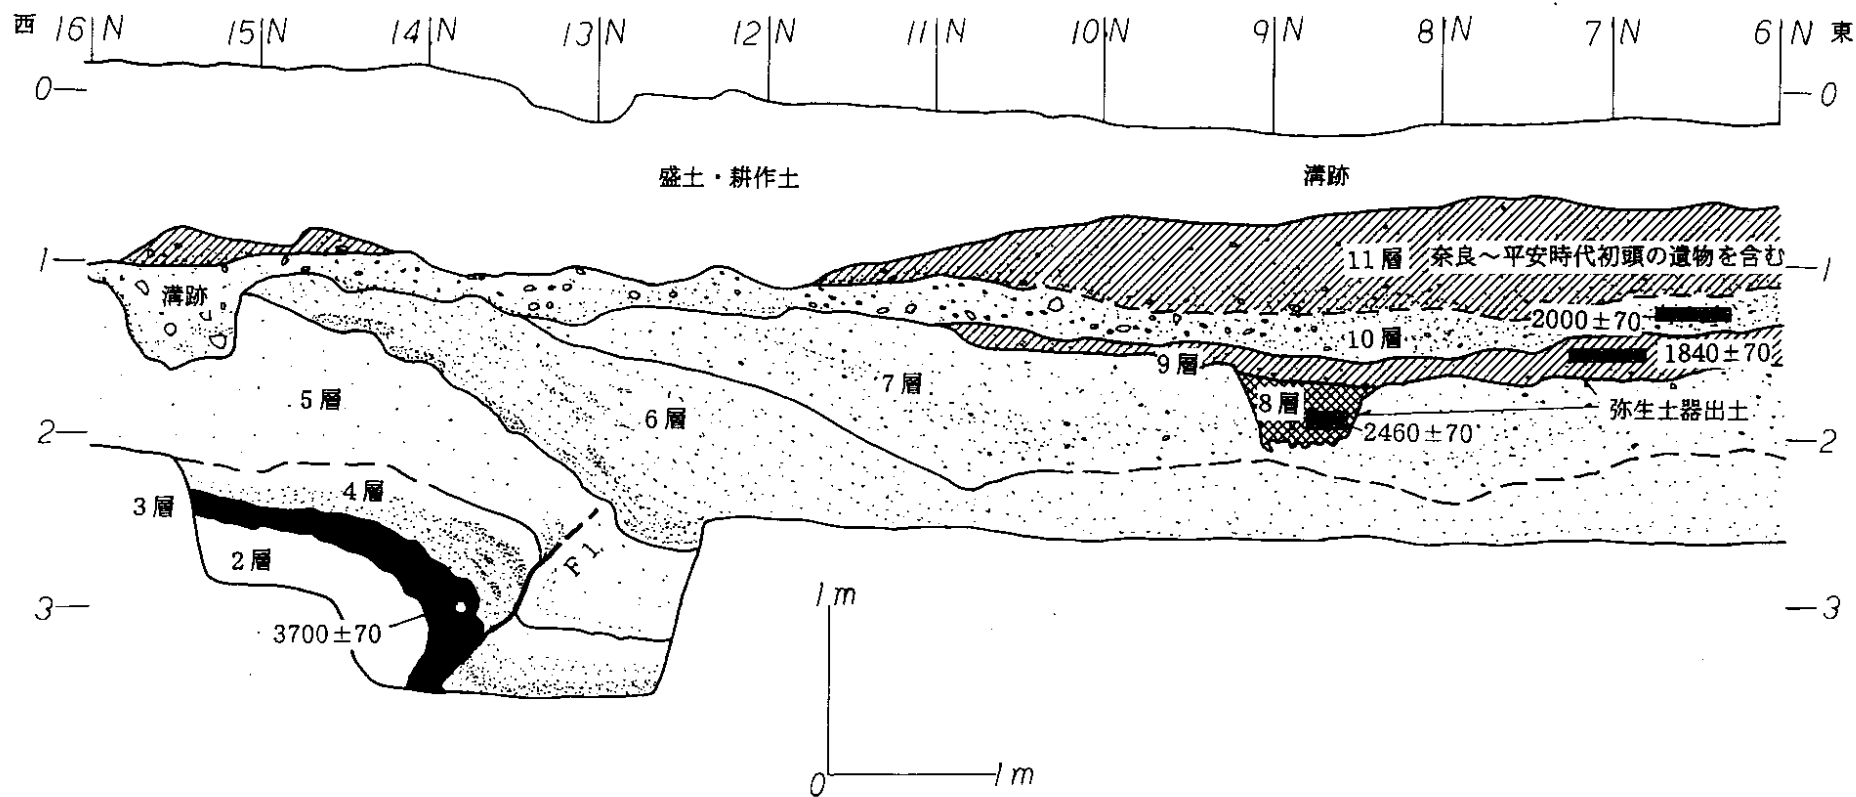 西 16 N 15 N 14 N 13 N 12 N 11 N 10 N 9 N 8 N 7 N 6 N 東
0 0
盛土・耕作土 溝跡
1 11層 奈良〜平安時代初頭の遺物を含む 1
溝跡
2000±70
10層
9層 1840±70
7層
5層 8層 弥生土器出土
6層
2 2460±70 2
4層
3層
2層 F1
3 1m 3
3700±70
0 1m